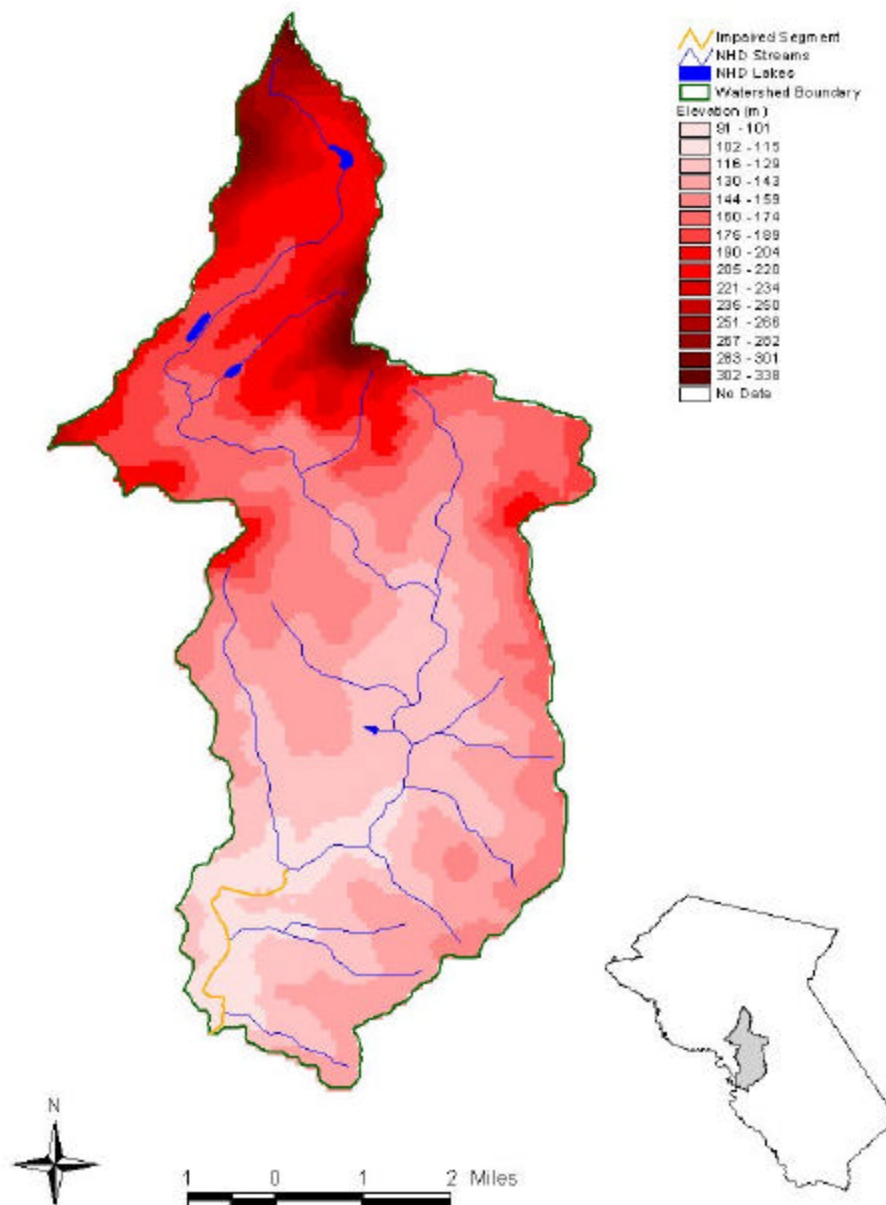 Impaired Segment
NHD Streams
NHD Lakes
Watershed Boundary
Elevation (m)
91 - 101
102 - 115
116 - 129
130 - 143
144 - 159
160 - 174
175 - 189
190 - 204
205 - 220
221 - 234
235 - 250
251 - 266
267 - 282
283 - 301
302 - 338
No Data
N
1 0 1 2 Miles